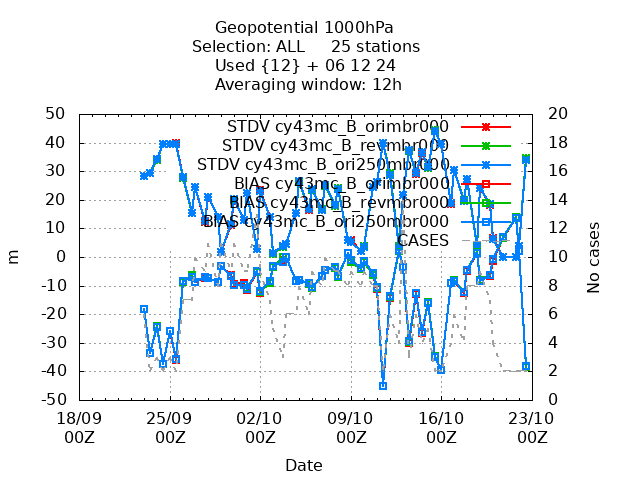 Geopotential 1000hPa
Selection: ALL 25 stations
Used {12} + 06 12 24
Averaging window: 12h
STDV cy43mc_B_orimbr000
STDV cy43mc_B_revmbr000
STDV cy43mc_B_ori250mbr000
BIAS cy43mc_B_orimbr000
BIAS cy43mc_B_revmbr000
BIAS cy43mc_B_ori250mbr000
CASES
50
40
30
20
10
0
-10
-20
-30
-40
-50
m
20
18
16
14
12
10
8
6
4
2
0
No cases
18/09 25/09 02/10 09/10 16/10 23/10
00Z 00Z 00Z 00Z 00Z 00Z
Date